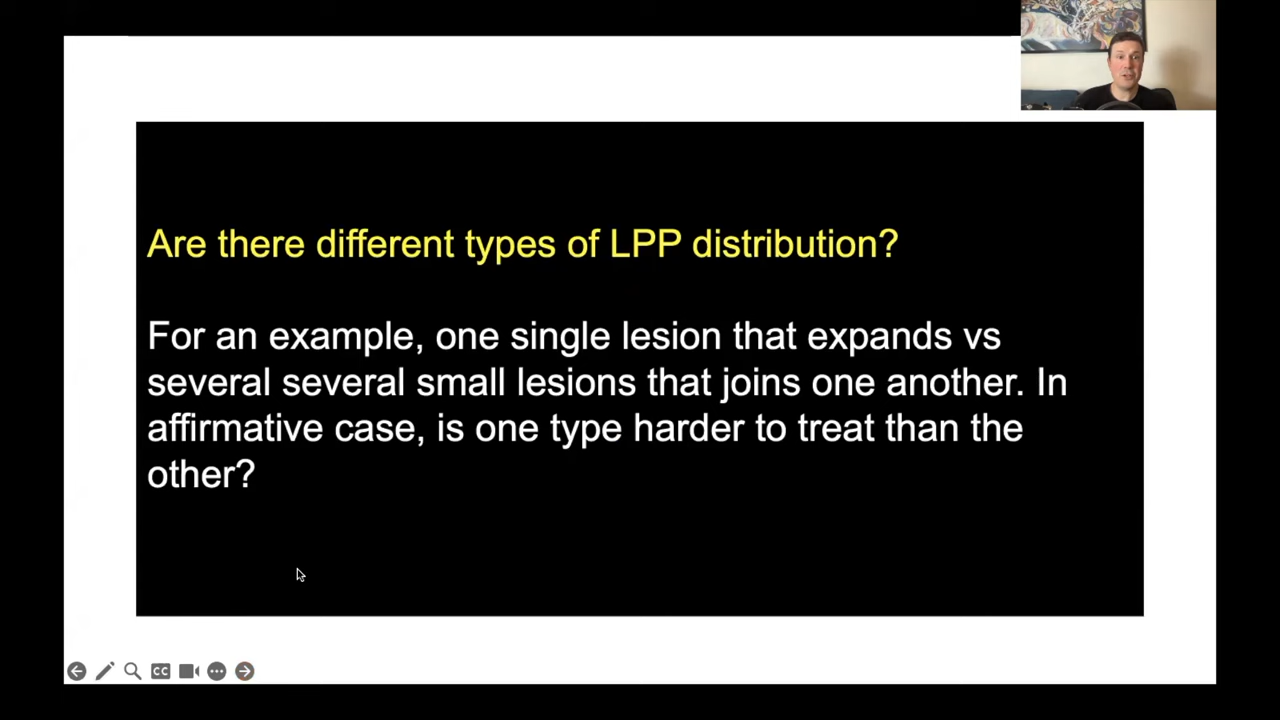 Are there different types of LPP distribution?
For an example, one single lesion that expands vs
several several small lesions that joins one another. In
affirmative case, is one type harder to treat than the
other?
CC